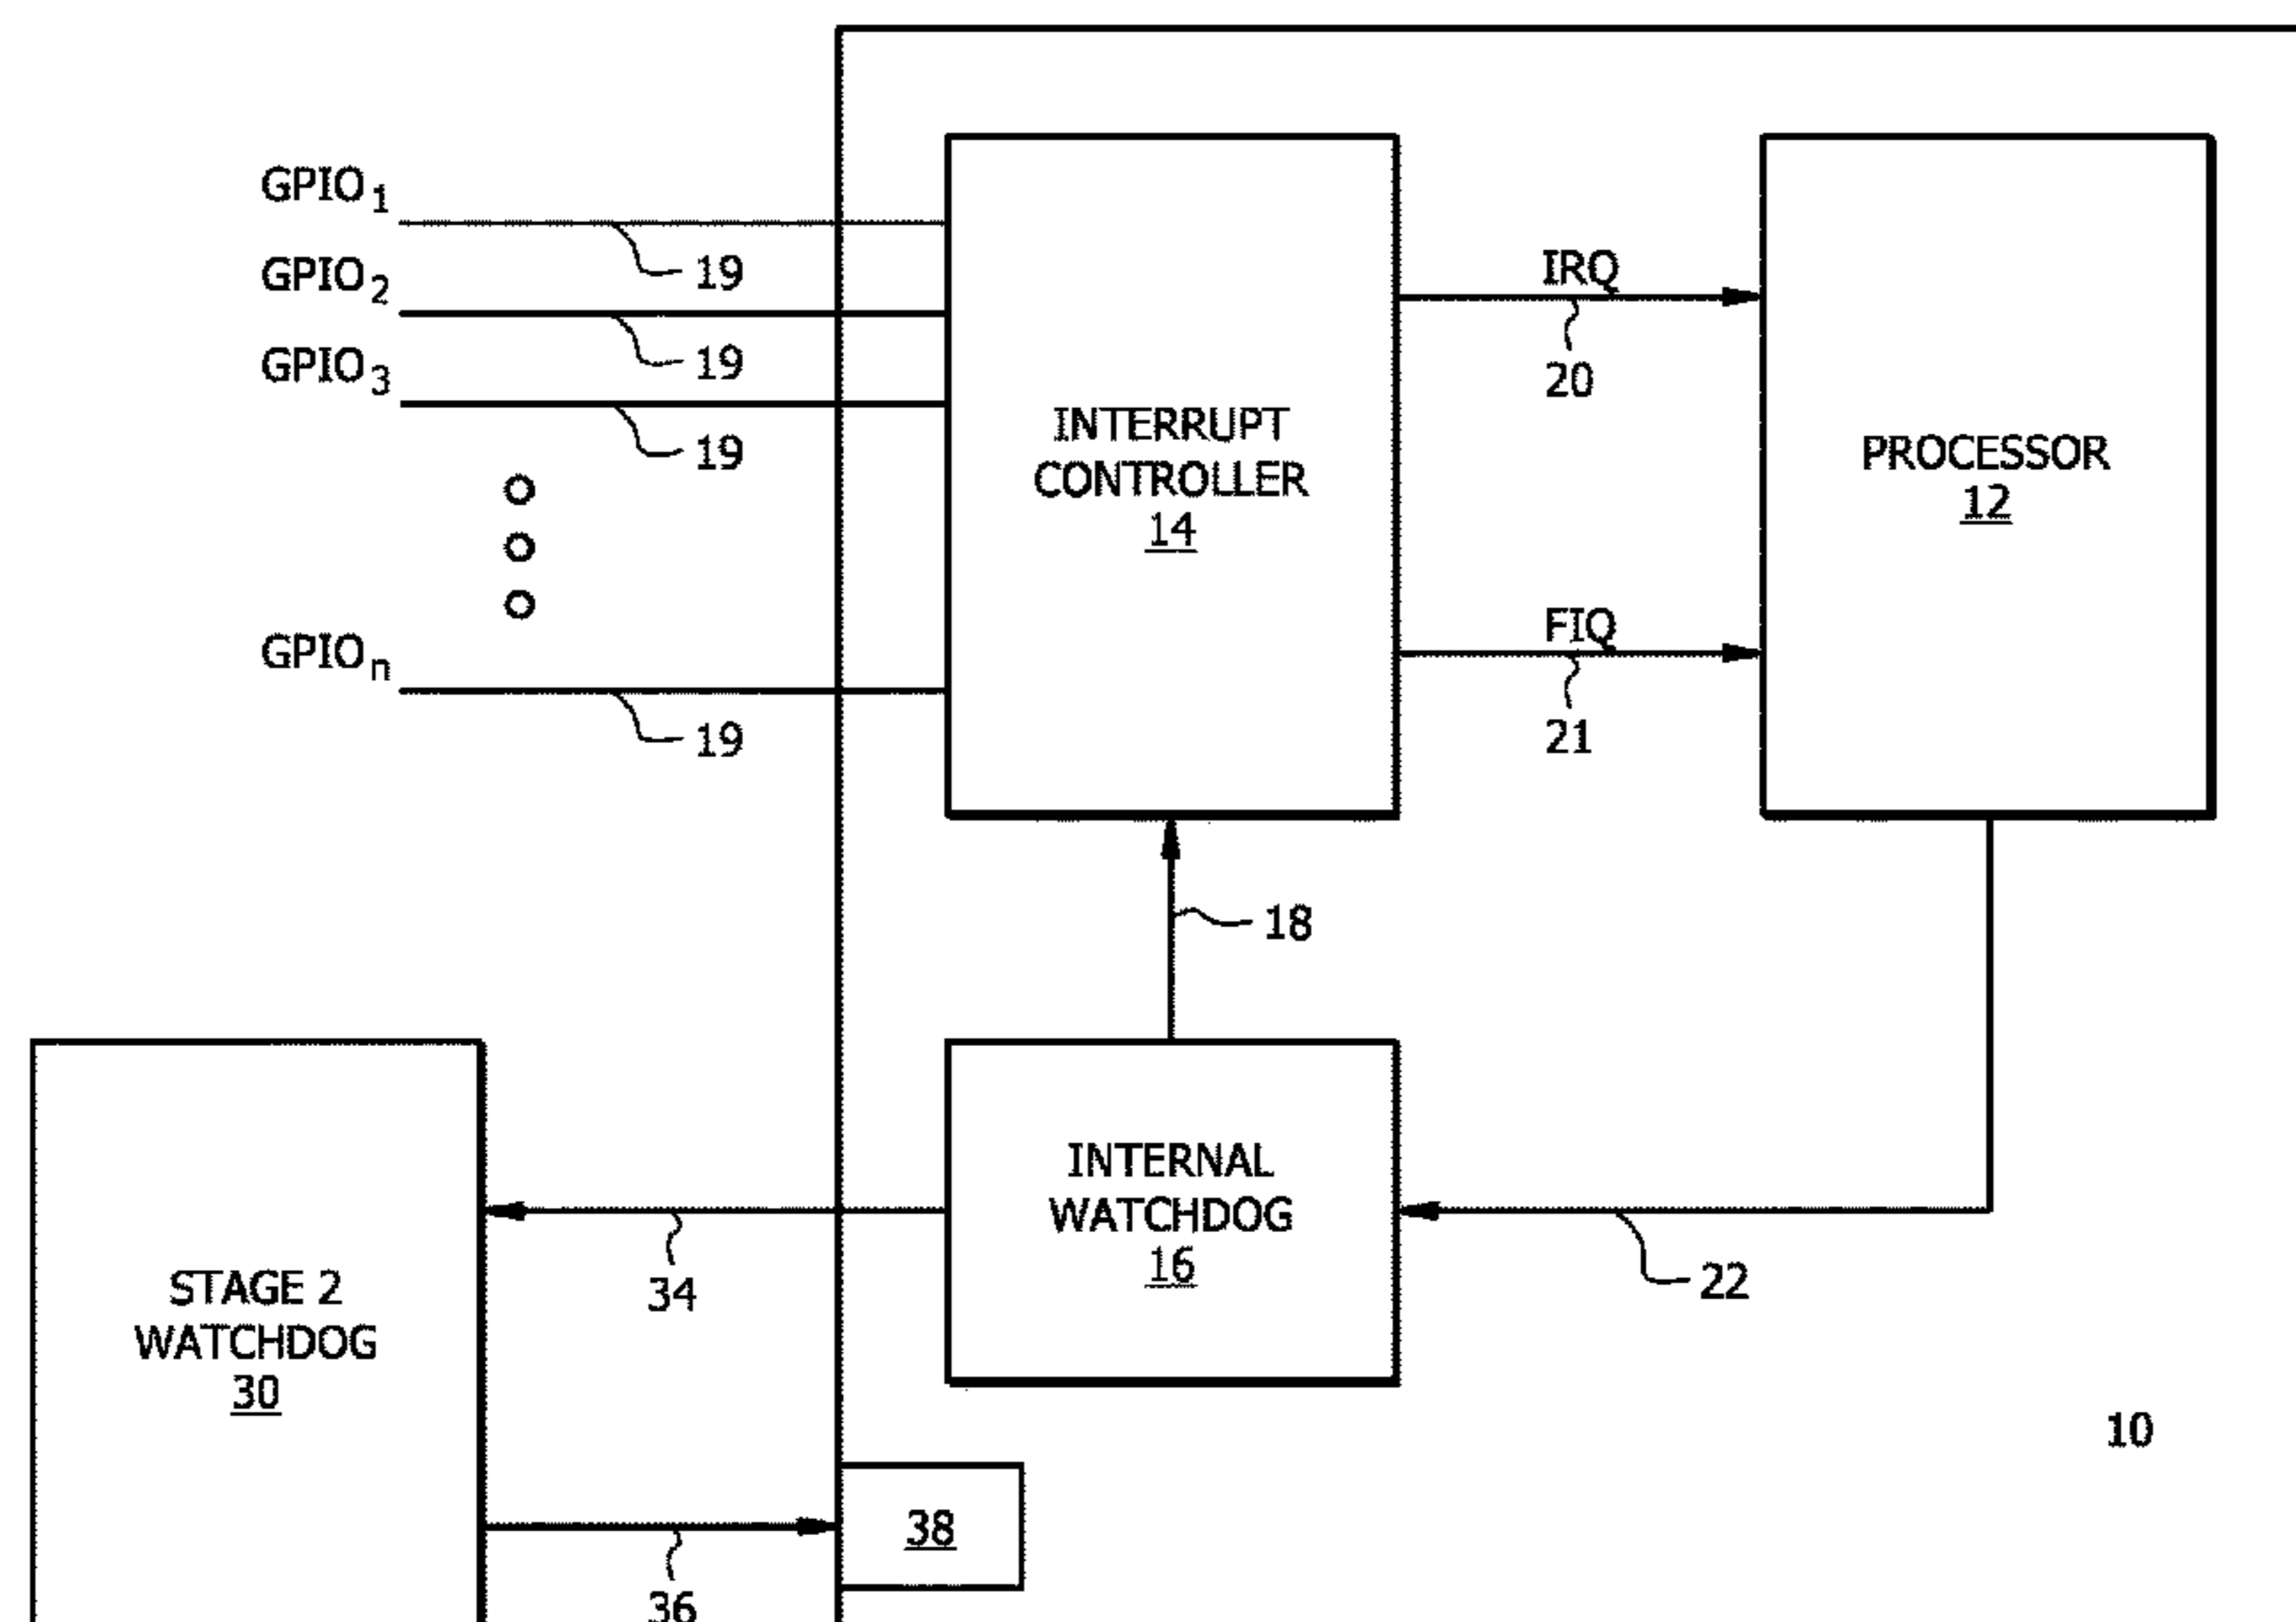 GPIO1
19
GPIO2
19
GPIO3
19
GPIOn
19
INTERRUPT
CONTROLLER
14
IRQ
20
FIQ
21
PROCESSOR
12
18
INTERNAL
WATCHDOG
16
22
34
STAGE 2
WATCHDOG
30
36
38
10